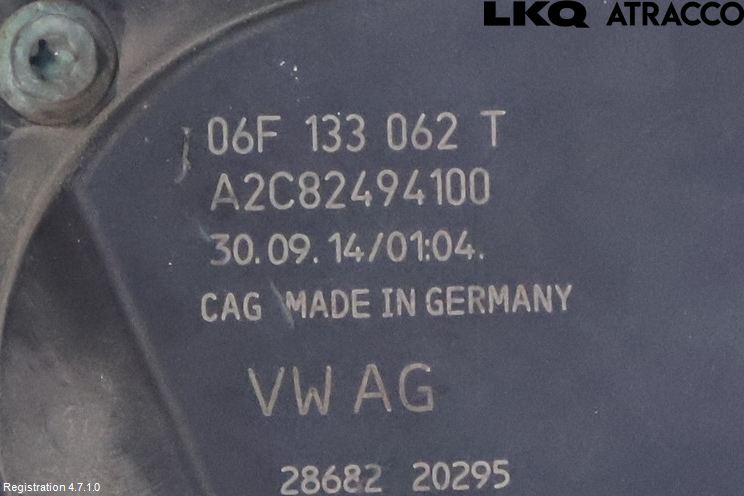 LKQ ATRACCO
06F 133 062 T
A2C82494100
30.09.14/01:04.
CAG MADE IN GERMANY
VW AG
28682 20295
Registration 4.7.1.0